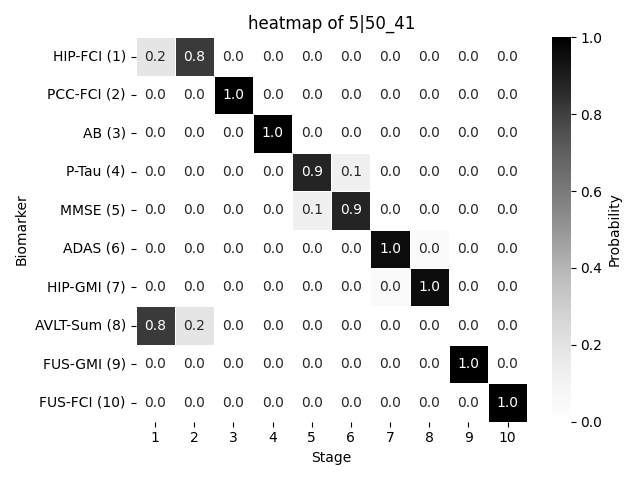 heatmap of 5|50_41
HIP-FCI (1) 0.2 0.8 0.0 0.0 0.0 0.0 0.0 0.0 0.0 0.0
PCC-FCI (2) 0.0 0.0 1.0 0.0 0.0 0.0 0.0 0.0 0.0 0.0
AB (3) 0.0 0.0 0.0 1.0 0.0 0.0 0.0 0.0 0.0 0.0
P-Tau (4) 0.0 0.0 0.0 0.0 0.9 0.1 0.0 0.0 0.0 0.0
MMSE (5) 0.0 0.0 0.0 0.0 0.1 0.9 0.0 0.0 0.0 0.0
ADAS (6) 0.0 0.0 0.0 0.0 0.0 0.0 1.0 0.0 0.0 0.0
HIP-GMI (7) 0.0 0.0 0.0 0.0 0.0 0.0 0.0 1.0 0.0 0.0
AVLT-Sum (8) 0.8 0.2 0.0 0.0 0.0 0.0 0.0 0.0 0.0 0.0
FUS-GMI (9) 0.0 0.0 0.0 0.0 0.0 0.0 0.0 0.0 1.0 0.0
FUS-FCI (10) 0.0 0.0 0.0 0.0 0.0 0.0 0.0 0.0 0.0 1.0
1 2 3 4 5 6 7 8 9 10
Stage
Biomarker
1.0
0.8
0.6
0.4
0.2
0.0
Probability